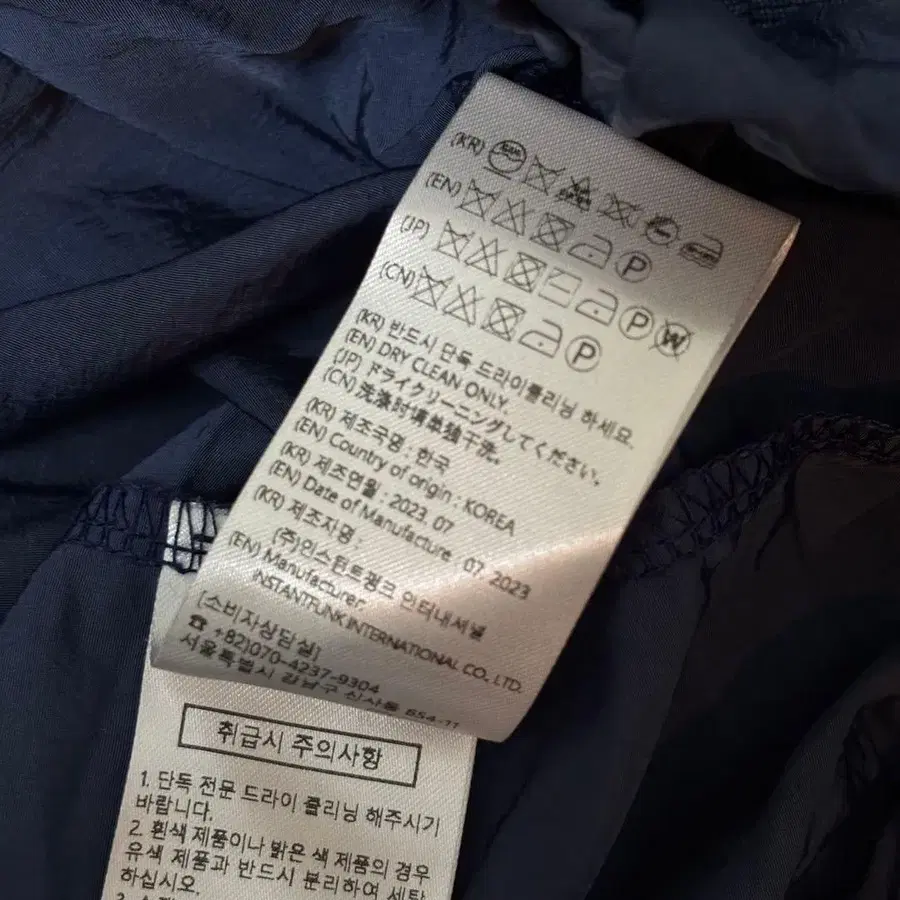 (KR)
(EN) P
(JP) P W
(CN) P
(KR) 반드시 단독 드라이클리닝 하세요.
(EN) DRY CLEAN ONLY.
(JP) ドライクリーニングしてください。
(CN) 洗涤时请单独干洗。
(KR) 제조국명 : 한국
(EN) Country of origin : KOREA
(KR) 제조연월 : 2023. 07
(EN) Date of Manufacture 07. 2023
(KR) 제조자명 :
(주)인스턴트펑크 인터내셔널
(EN) Manufacturer
INSTANTFUNK INTERNATIONAL CO., LTD.
[소비자상담실]
☎ +82)070-4237-9304
서울특별시 강남구 신사동 654-11
취급시 주의사항
1. 단독 전문 드라이 클리닝 해주시기
바랍니다.
2. 흰색 제품이나 밝은 색 제품의 경우
유색 제품과 반드시 분리하여 세탁
하십시오.